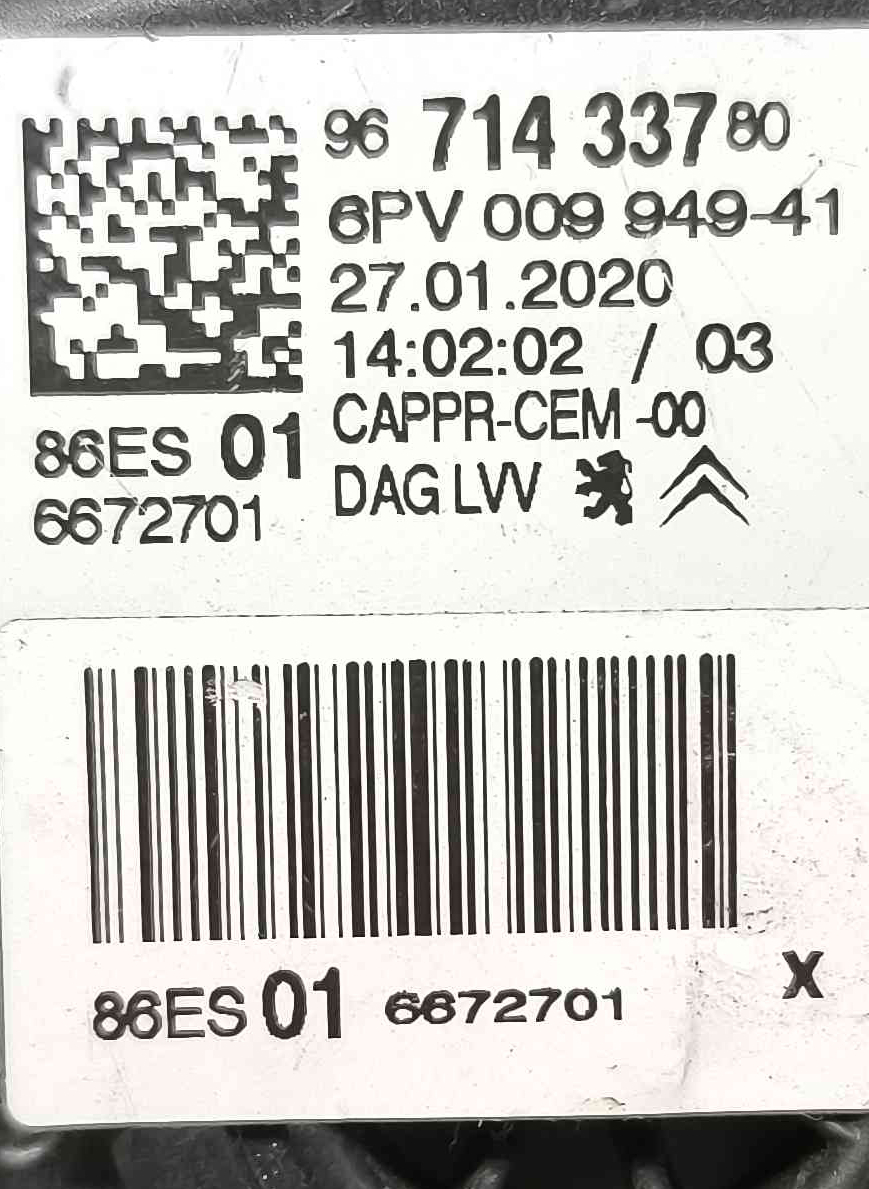 96 714 337 80
6PV 009 949-41
27.01.2020
14:02:02 / 03
CAPPR-CEM -00
DAG LVV
86ES 01
6672701
86ES 01 6672701
X